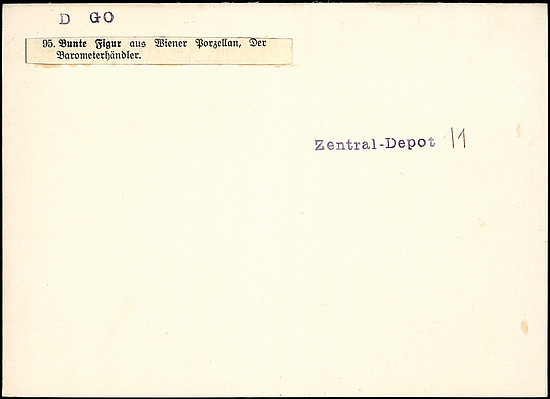 D GO
95. Bunte Figur aus Wiener Porzellan, Der
Barometerhändler.
Zentral-Depot 11